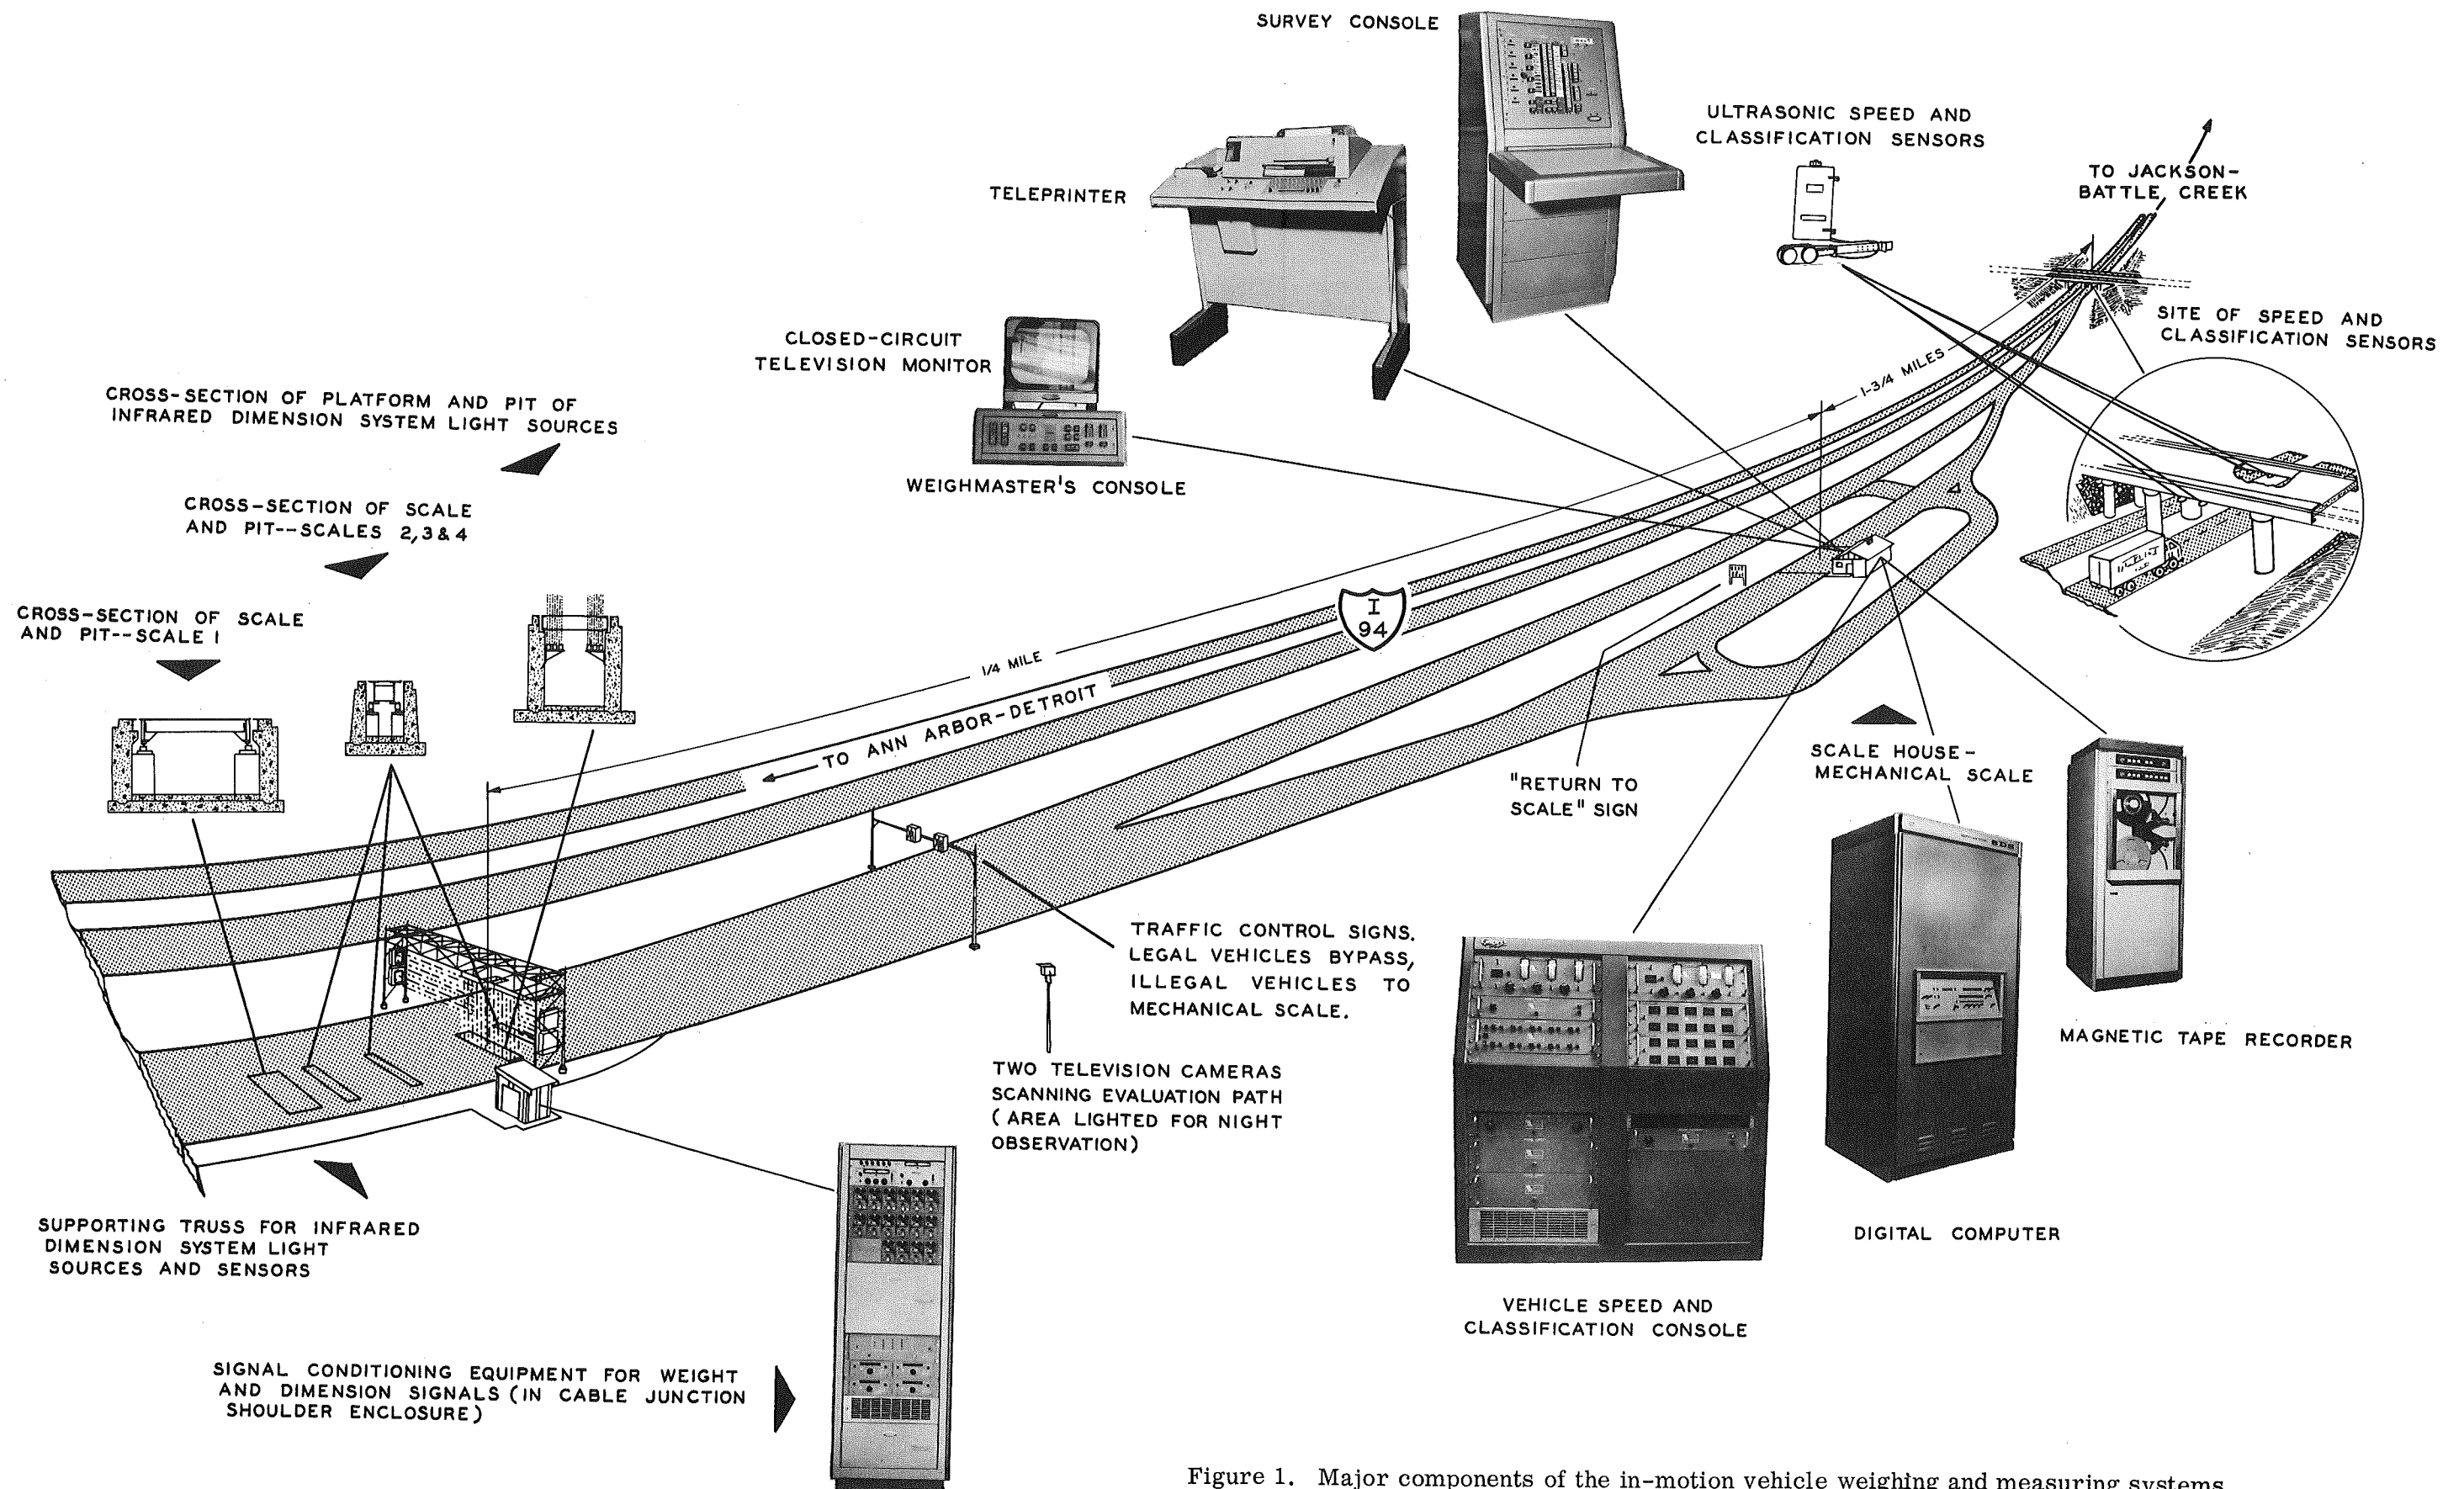 SURVEY CONSOLE
ULTRASONIC SPEED AND
CLASSIFICATION SENSORS
TELEPRINTER
TO JACKSON-
BATTLE CREEK
SITE OF SPEED AND
CLASSIFICATION SENSORS
CLOSED-CIRCUIT
TELEVISION MONITOR
WEIGHMASTER'S CONSOLE
1-3/4 MILES
CROSS-SECTION OF PLATFORM AND PIT OF
INFRARED DIMENSION SYSTEM LIGHT SOURCES
CROSS-SECTION OF SCALE
AND PIT--SCALES 2,3&4
CROSS-SECTION OF SCALE
AND PIT--SCALE 1
I
94
1/4 MILE
TO ANN ARBOR-DETROIT
"RETURN TO
SCALE" SIGN
SCALE HOUSE-
MECHANICAL SCALE
TRAFFIC CONTROL SIGNS.
LEGAL VEHICLES BYPASS,
ILLEGAL VEHICLES TO
MECHANICAL SCALE.
TWO TELEVISION CAMERAS
SCANNING EVALUATION PATH
(AREA LIGHTED FOR NIGHT
OBSERVATION)
MAGNETIC TAPE RECORDER
DIGITAL COMPUTER
VEHICLE SPEED AND
CLASSIFICATION CONSOLE
SUPPORTING TRUSS FOR INFRARED
DIMENSION SYSTEM LIGHT
SOURCES AND SENSORS
SIGNAL CONDITIONING EQUIPMENT FOR WEIGHT
AND DIMENSION SIGNALS (IN CABLE JUNCTION
SHOULDER ENCLOSURE)
Figure 1. Major components of the in-motion vehicle weighing and measuring systems